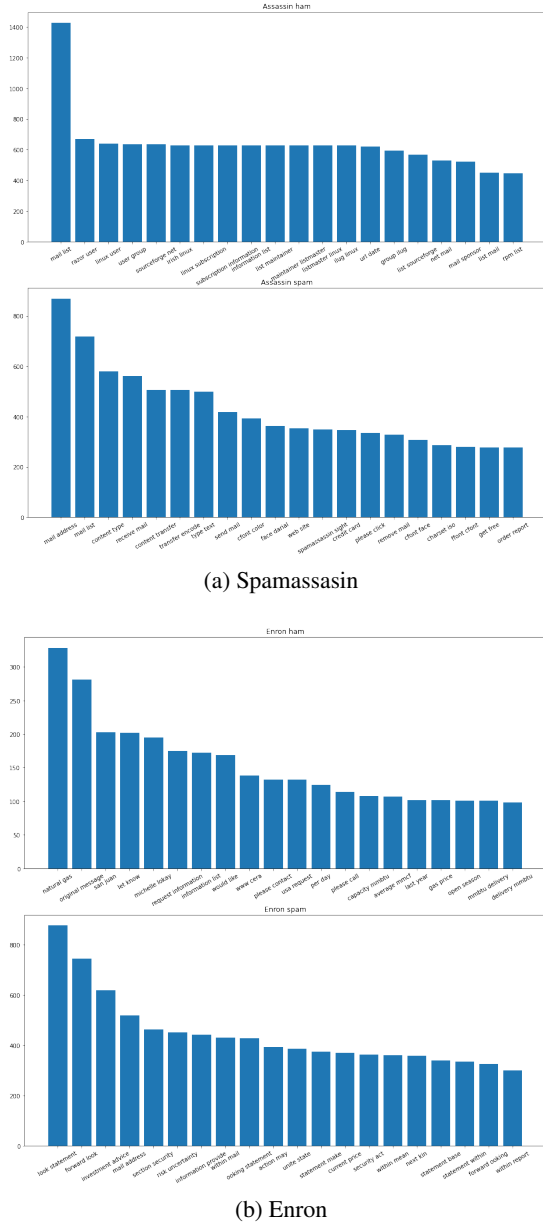 Assassin ham
1400
1200
1000
800
600
400
200
0
mail list
razor user
linux user
user group
sourceforge net
irish linux
linux subscription
subscription information
information list
list maintainer
maintainer listmaster
listmaster linux
ilug linux
url date
group ilug
list sourceforge
net mail
mail sponsor
list mail
rpm list
Assassin spam
800
600
400
200
0
mail address
mail list
content type
receive mail
content transfer
transfer encode
type text
send mail
cfont color
face darial
web site
spamacsassin sight
credit card
please click
remove mail
cfont face
charset iso
ffont cfont
get free
order report
(a) Spamassasin
Enron ham
300
250
200
150
100
50
0
natural gas
original message
san juan
let know
michelle lokay
request information
information list
would like
www cera
please contact
usa request
per day
please call
capacity mmbtu
average mmcf
last year
gas price
open season
mmbtu delivery
delivery mmbtu
Enron spam
800
600
400
200
0
look statement
forward look
investment advice
mail address
section security
risk uncertainty
information provide
within mail
ooking statement
action may
unite state
statement make
current price
security act
within mean
next kin
statement base
statement within
forward ooking
within report
(b) Enron